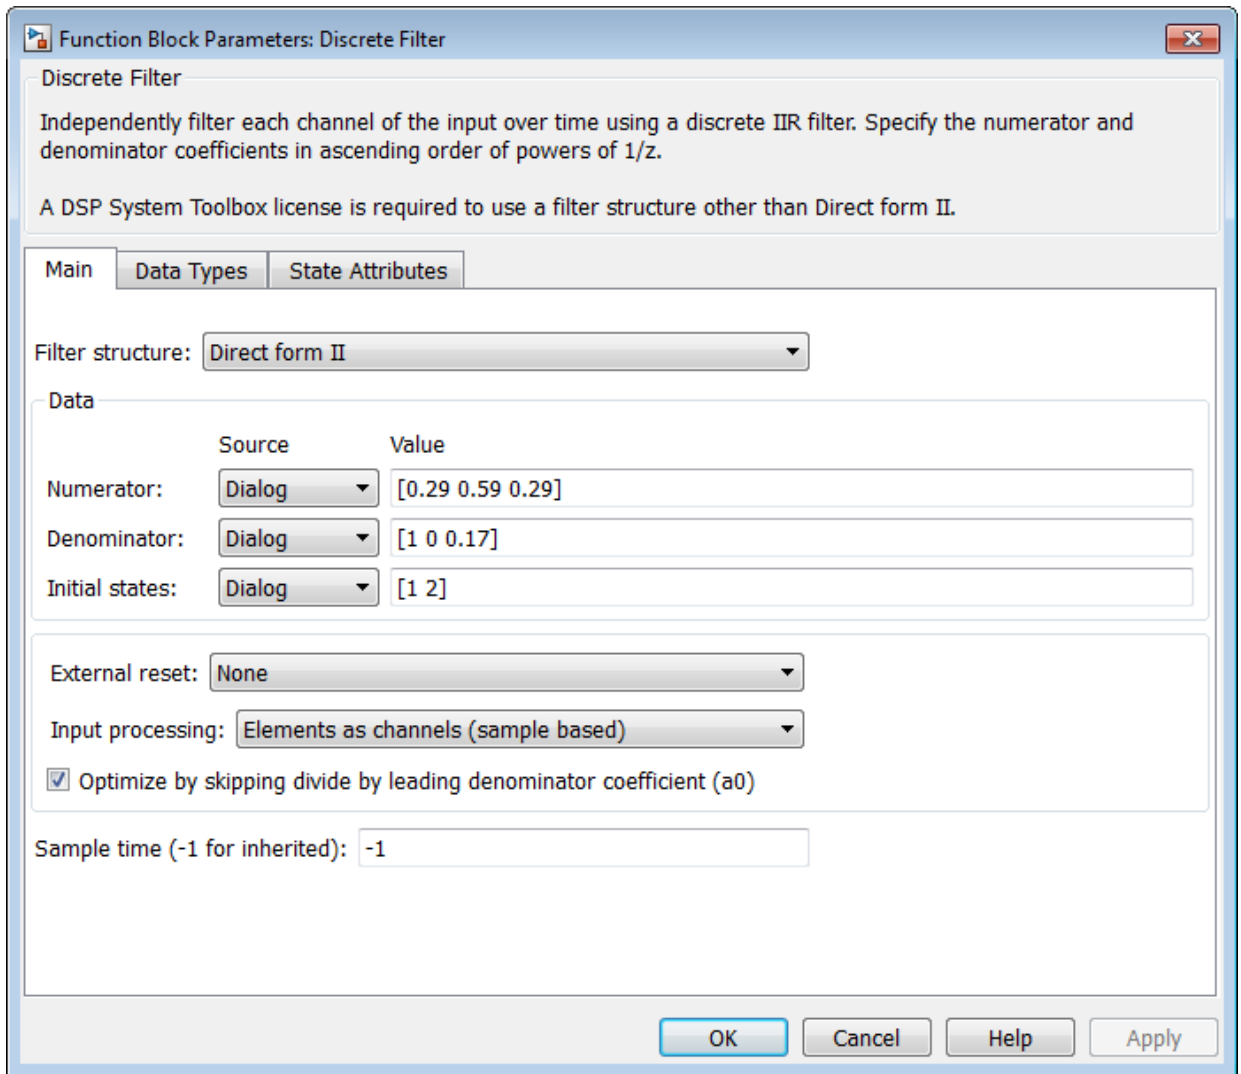 Function Block Parameters: Discrete Filter
Discrete Filter
Independently filter each channel of the input over time using a discrete IIR filter. Specify the numerator and
denominator coefficients in ascending order of powers of 1/z.
A DSP System Toolbox license is required to use a filter structure other than Direct form II.
Main Data Types State Attributes
Filter structure: Direct form II
Data
Source Value
Numerator: Dialog [0.29 0.59 0.29]
Denominator: Dialog [1 0 0.17]
Initial states: Dialog [1 2]
External reset: None
Input processing: Elements as channels (sample based)
Optimize by skipping divide by leading denominator coefficient (a0)
Sample time (-1 for inherited): -1
OK Cancel Help Apply